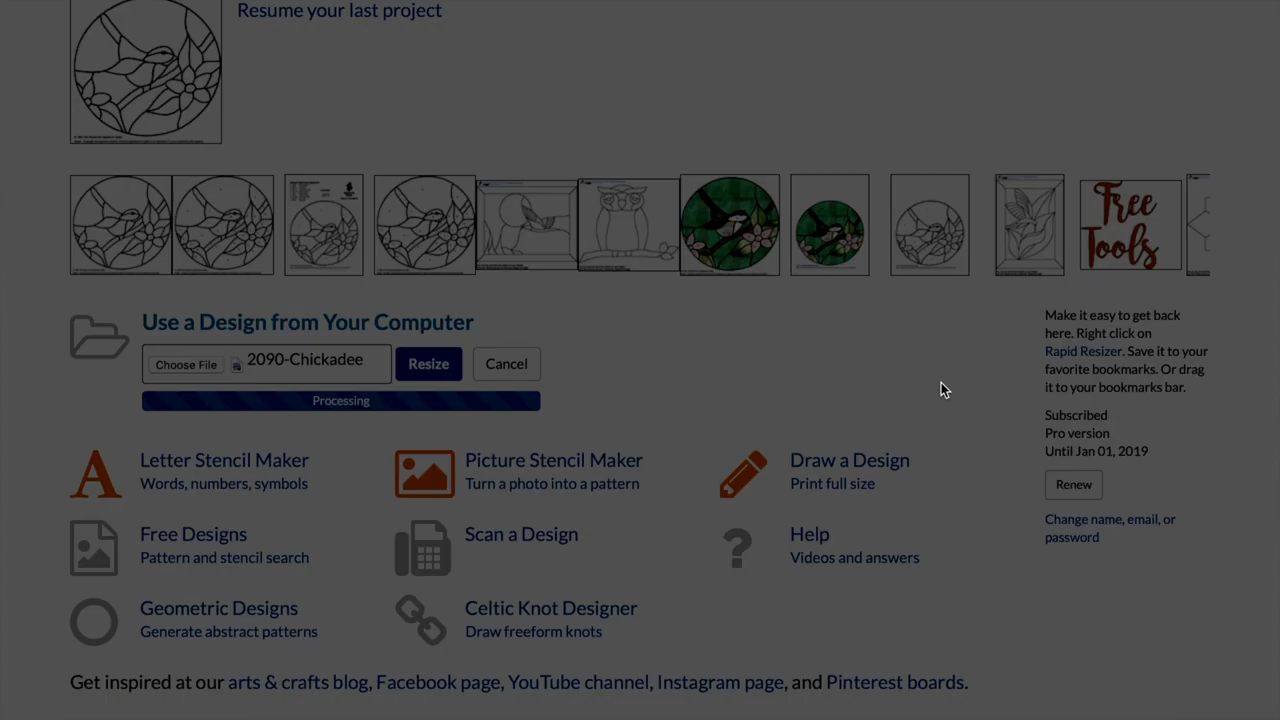 Resume your last project
Free
Tools
Use a Design from Your Computer
Choose File 2090-Chickadee Resize Cancel
Processing
Letter Stencil Maker
Words, numbers, symbols
Picture Stencil Maker
Turn a photo into a pattern
Draw a Design
Print full size
Free Designs
Pattern and stencil search
Scan a Design
Help
Videos and answers
Geometric Designs
Generate abstract patterns
Celtic Knot Designer
Draw freeform knots
Make it easy to get back
here. Right click on
Rapid Resizer. Save it to your
favorite bookmarks. Or drag
it to your bookmarks bar.
Subscribed
Pro version
Until Jan 01, 2019
Renew
Change name, email, or
password
Get inspired at our arts & crafts blog, Facebook page, YouTube channel, Instagram page, and Pinterest boards.